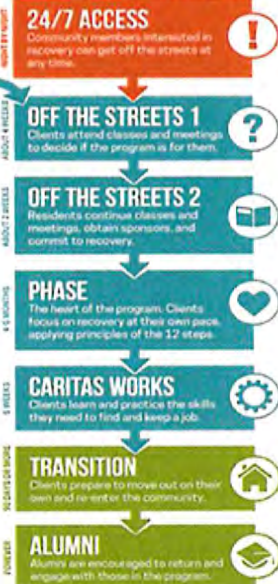 NIGHT BY NIGHT
24/7 ACCESS
Community members interested in
recovery can get off the streets at
any time.
ABOUT 4 WEEKS
OFF THE STREETS 1
Clients attend classes and meetings
to decide if the program is for them.
ABOUT 2 WEEKS
OFF THE STREETS 2
Residents continue classes and
meetings, obtain sponsors, and
commit to recovery.
4-5 MONTHS
PHASE
The heart of the program. Clients
focus on recovery at their own pace,
applying principles of the 12 steps.
WEEKS
CARITAS WORKS
Clients learn and practice the skills
they need to find and keep a job.
90 DAYS OR MORE
TRANSITION
Clients prepare to move out on their
own and re-enter the community.
FOREVER
ALUMNI
Alumni are encouraged to return and
engage with those in the program.